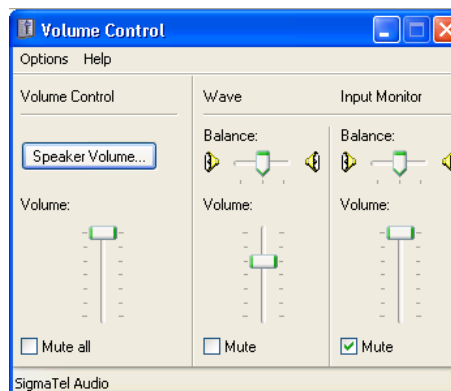 Volume Control
Options Help
Volume Control
Wave
Input Monitor
Speaker Volume...
Balance:
Balance:
Volume:
Volume:
Volume:
Mute all
Mute
Mute
SigmaTel Audio